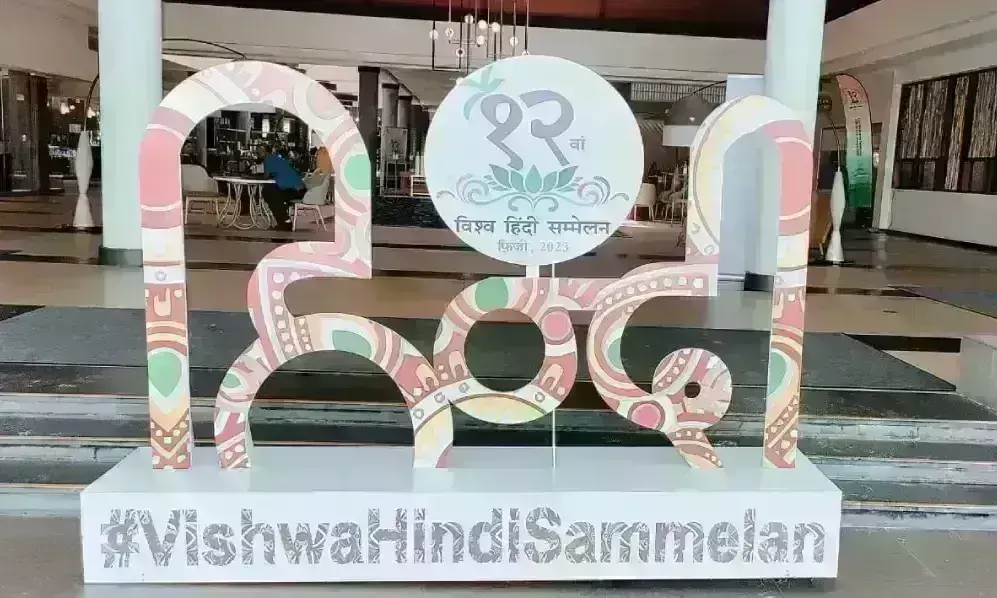 १२वां
विश्व हिंदी सम्मेलन
फ़िजी, 2023
हिन्दी
#VishwaHindiSammelan